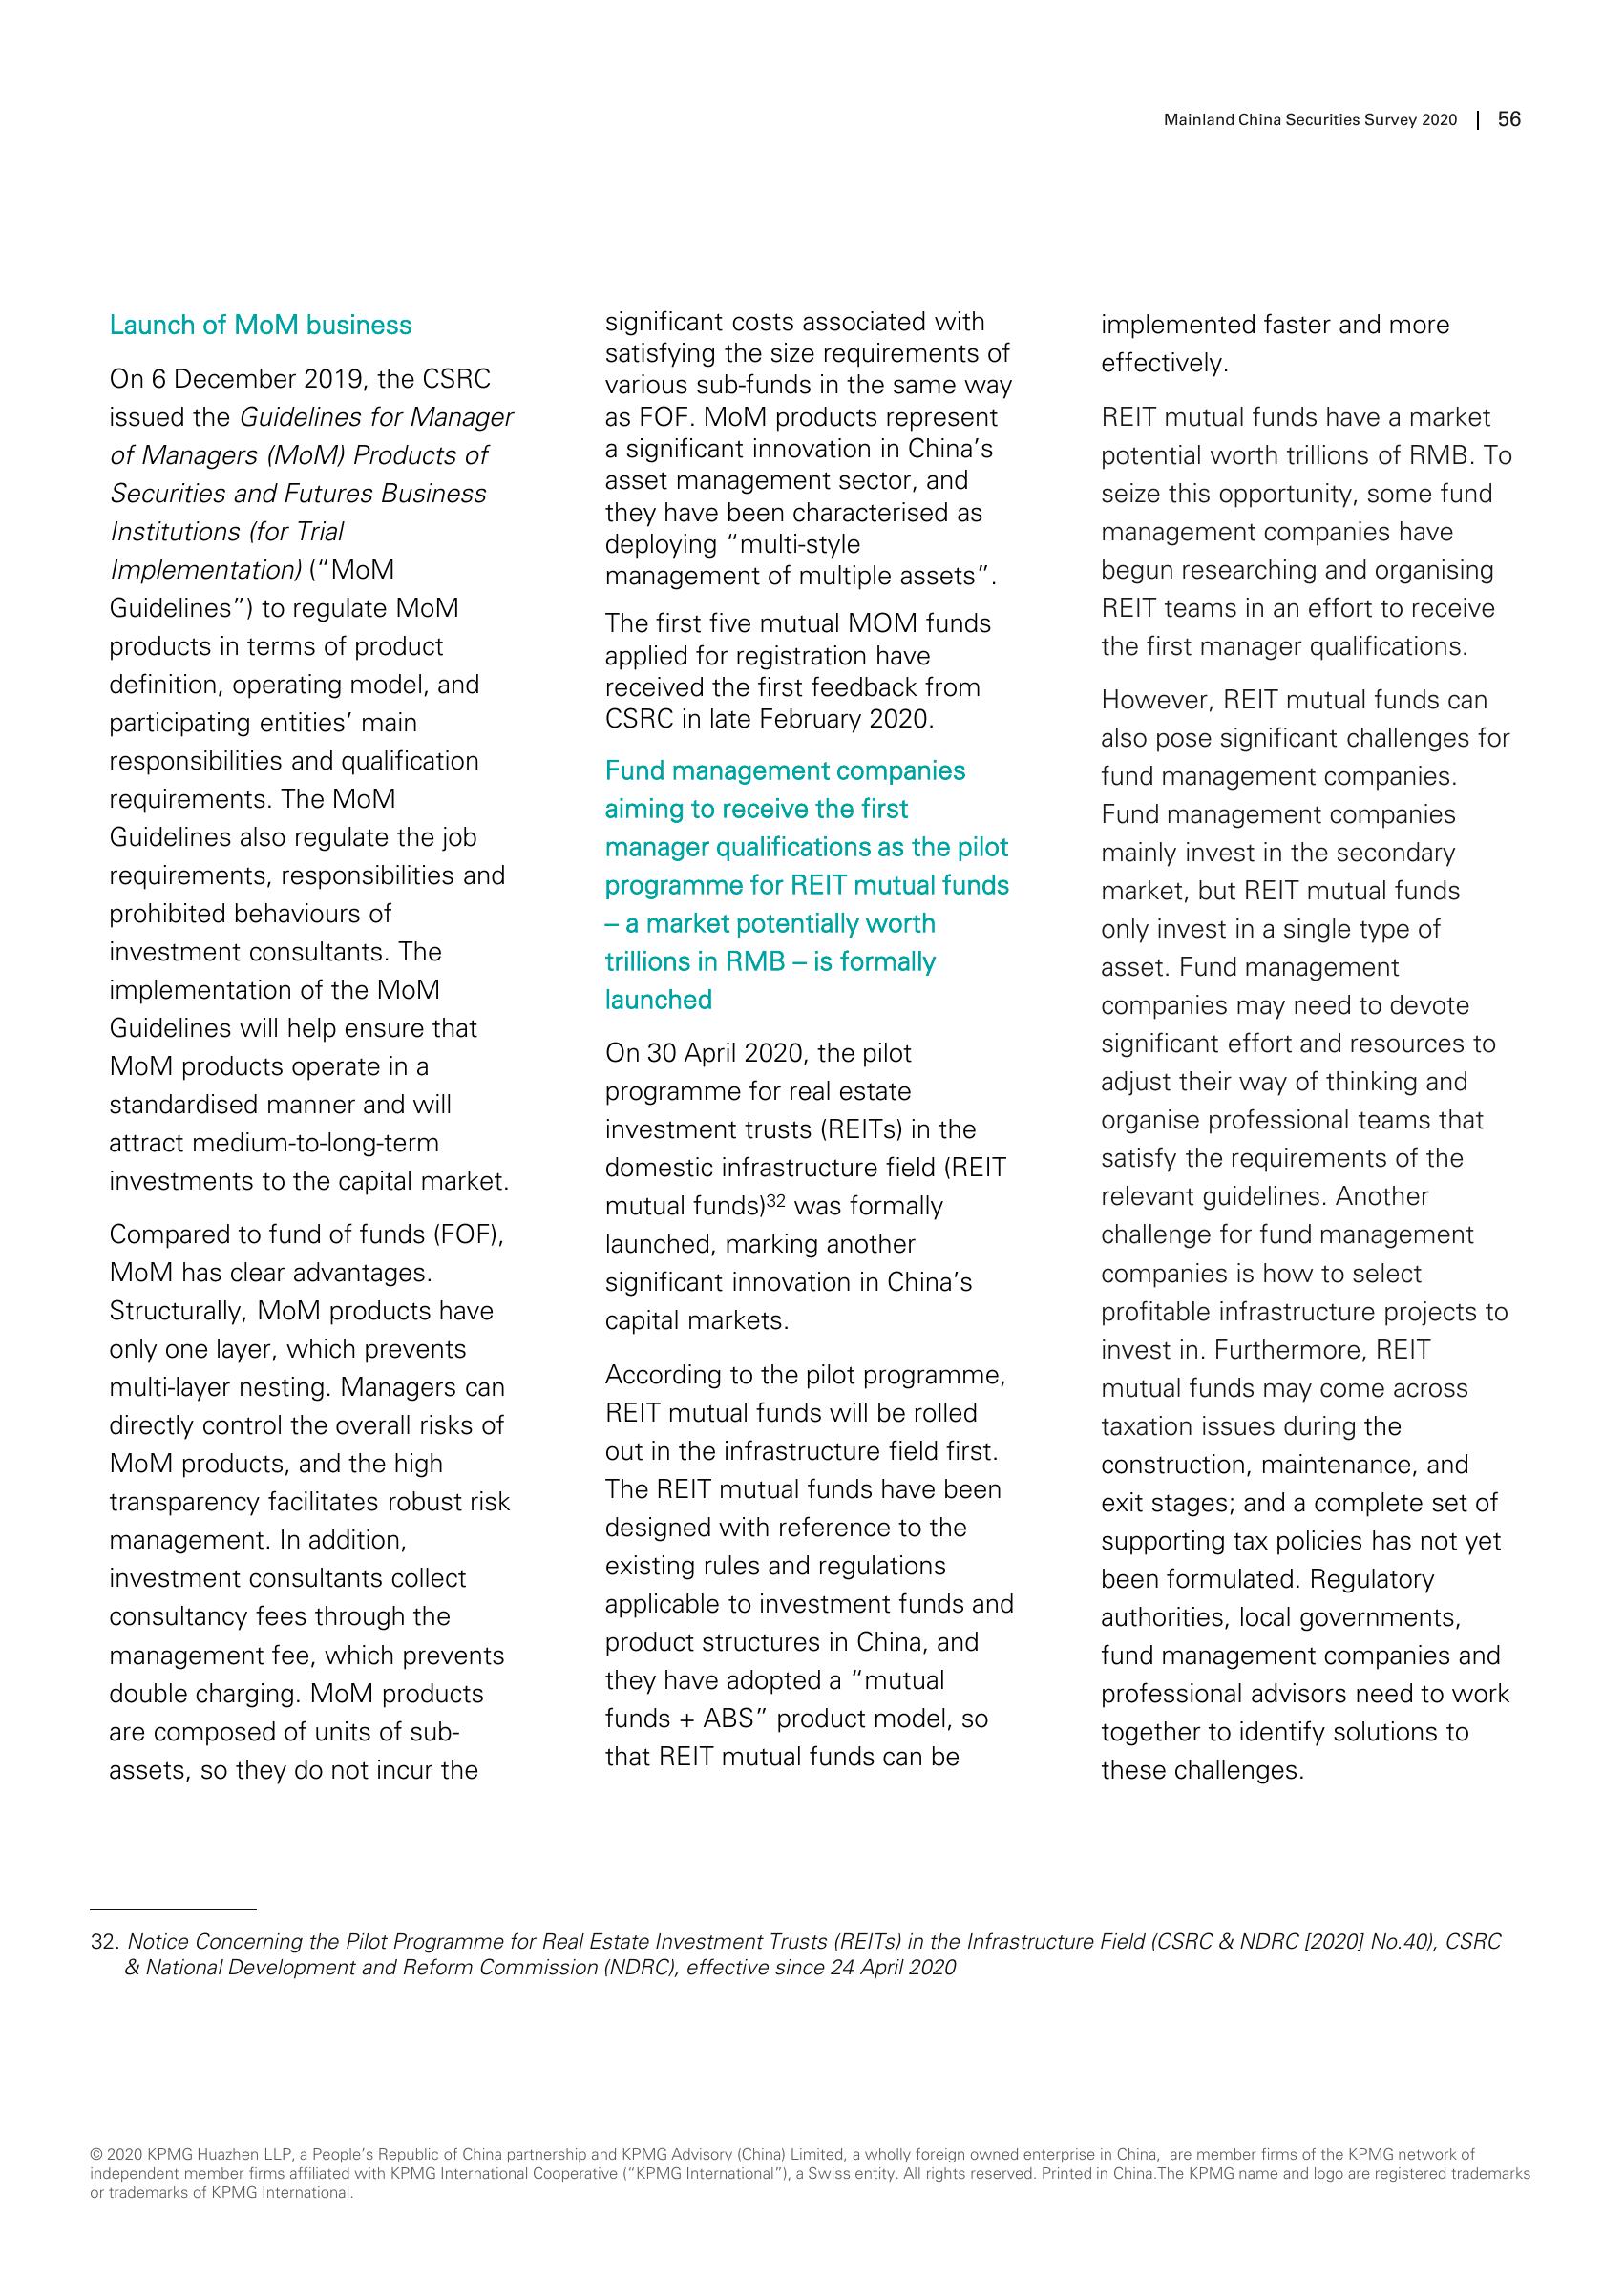 Mainland China Securities Survey 2020 | 56
Launch of MoM business
On 6 December 2019, the CSRC
issued the Guidelines for Manager
of Managers (MoM) Products of
Securities and Futures Business
Institutions (for Trial
Implementation) (“MoM
Guidelines”) to regulate MoM
products in terms of product
definition, operating model, and
participating entities’ main
responsibilities and qualification
requirements. The MoM
Guidelines also regulate the job
requirements, responsibilities and
prohibited behaviours of
investment consultants. The
implementation of the MoM
Guidelines will help ensure that
MoM products operate in a
standardised manner and will
attract medium-to-long-term
investments to the capital market.
Compared to fund of funds (FOF),
MoM has clear advantages.
Structurally, MoM products have
only one layer, which prevents
multi-layer nesting. Managers can
directly control the overall risks of
MoM products, and the high
transparency facilitates robust risk
management. In addition,
investment consultants collect
consultancy fees through the
management fee, which prevents
double charging. MoM products
are composed of units of sub-
assets, so they do not incur the
significant costs associated with
satisfying the size requirements of
various sub-funds in the same way
as FOF. MoM products represent
a significant innovation in China’s
asset management sector, and
they have been characterised as
deploying “multi-style
management of multiple assets”.
The first five mutual MOM funds
applied for registration have
received the first feedback from
CSRC in late February 2020.
Fund management companies
aiming to receive the first
manager qualifications as the pilot
programme for REIT mutual funds
– a market potentially worth
trillions in RMB – is formally
launched
On 30 April 2020, the pilot
programme for real estate
investment trusts (REITs) in the
domestic infrastructure field (REIT
mutual funds)32 was formally
launched, marking another
significant innovation in China’s
capital markets.
According to the pilot programme,
REIT mutual funds will be rolled
out in the infrastructure field first.
The REIT mutual funds have been
designed with reference to the
existing rules and regulations
applicable to investment funds and
product structures in China, and
they have adopted a “mutual
funds + ABS” product model, so
that REIT mutual funds can be
implemented faster and more
effectively.
REIT mutual funds have a market
potential worth trillions of RMB. To
seize this opportunity, some fund
management companies have
begun researching and organising
REIT teams in an effort to receive
the first manager qualifications.
However, REIT mutual funds can
also pose significant challenges for
fund management companies.
Fund management companies
mainly invest in the secondary
market, but REIT mutual funds
only invest in a single type of
asset. Fund management
companies may need to devote
significant effort and resources to
adjust their way of thinking and
organise professional teams that
satisfy the requirements of the
relevant guidelines. Another
challenge for fund management
companies is how to select
profitable infrastructure projects to
invest in. Furthermore, REIT
mutual funds may come across
taxation issues during the
construction, maintenance, and
exit stages; and a complete set of
supporting tax policies has not yet
been formulated. Regulatory
authorities, local governments,
fund management companies and
professional advisors need to work
together to identify solutions to
these challenges.
32. Notice Concerning the Pilot Programme for Real Estate Investment Trusts (REITs) in the Infrastructure Field (CSRC & NDRC [2020] No.40), CSRC
& National Development and Reform Commission (NDRC), effective since 24 April 2020
© 2020 KPMG Huazhen LLP, a People’s Republic of China partnership and KPMG Advisory (China) Limited, a wholly foreign owned enterprise in China, are member firms of the KPMG network of
independent member firms affiliated with KPMG International Cooperative (“KPMG International”), a Swiss entity. All rights reserved. Printed in China.The KPMG name and logo are registered trademarks
or trademarks of KPMG International.